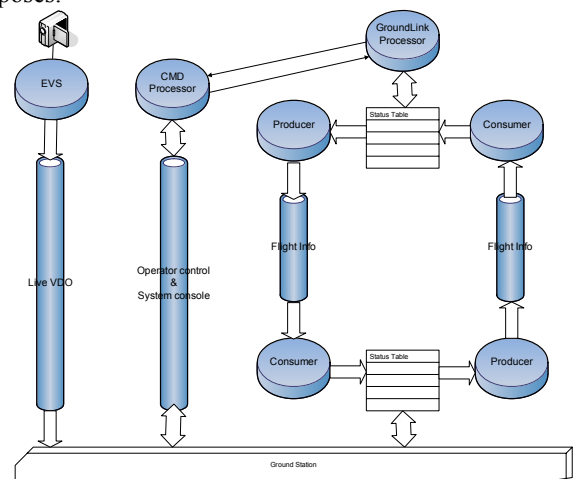 poses.
GroundLink
Processor
EVS
CMD
Processor
Producer
Status Table
Consumer
Flight Info
Flight Info
Live VDO
Operator control
&
System console
Consumer
Status Table
Producer
Ground Station